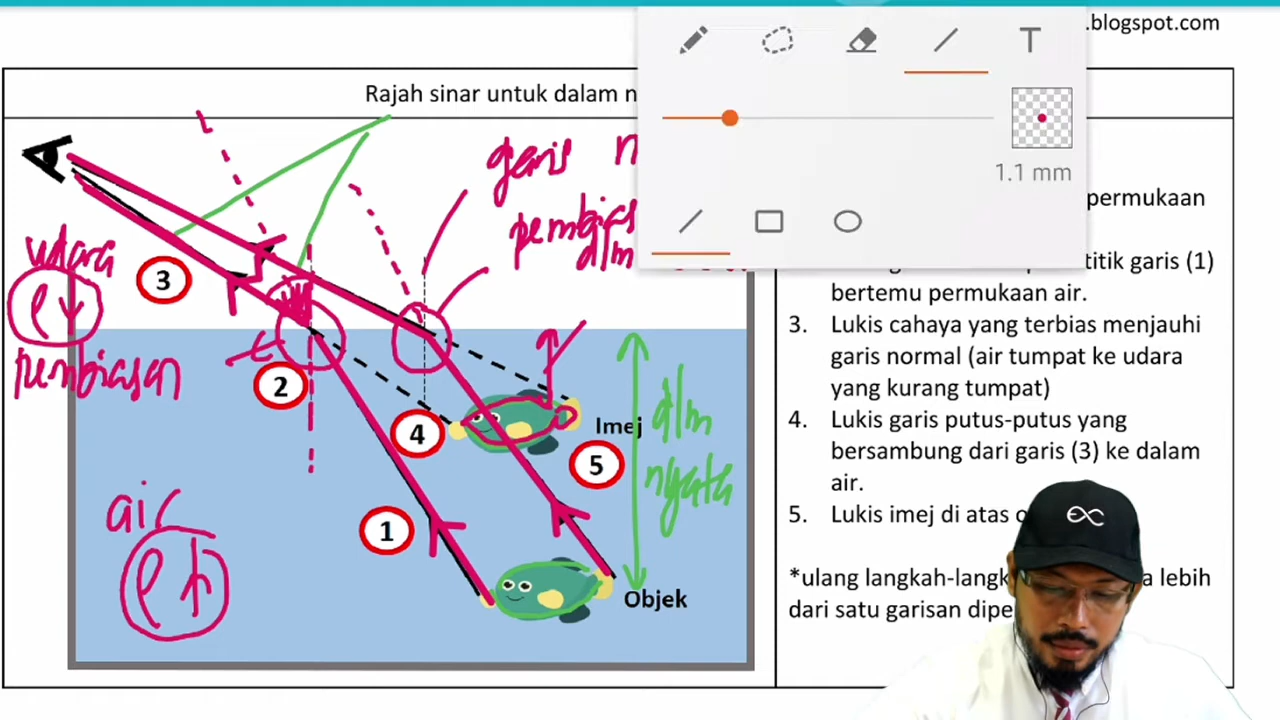 .blogspot.com
Rajah sinar untuk dalam n
garis n
pembias
d/m
udara
ρ↓
pembiasan
3
2
4
5
1
Imej
Objek
d/m
nyata
air
ρ↑
1.1 mm
permukaan
titik garis (1)
bertemu permukaan air.
3. Lukis cahaya yang terbias menjauhi
garis normal (air tumpat ke udara
yang kurang tumpat)
4. Lukis garis putus-putus yang
bersambung dari garis (3) ke dalam
air.
5. Lukis imej di atas o
*ulang langkah-langk
a lebih
dari satu garisan dipe
T